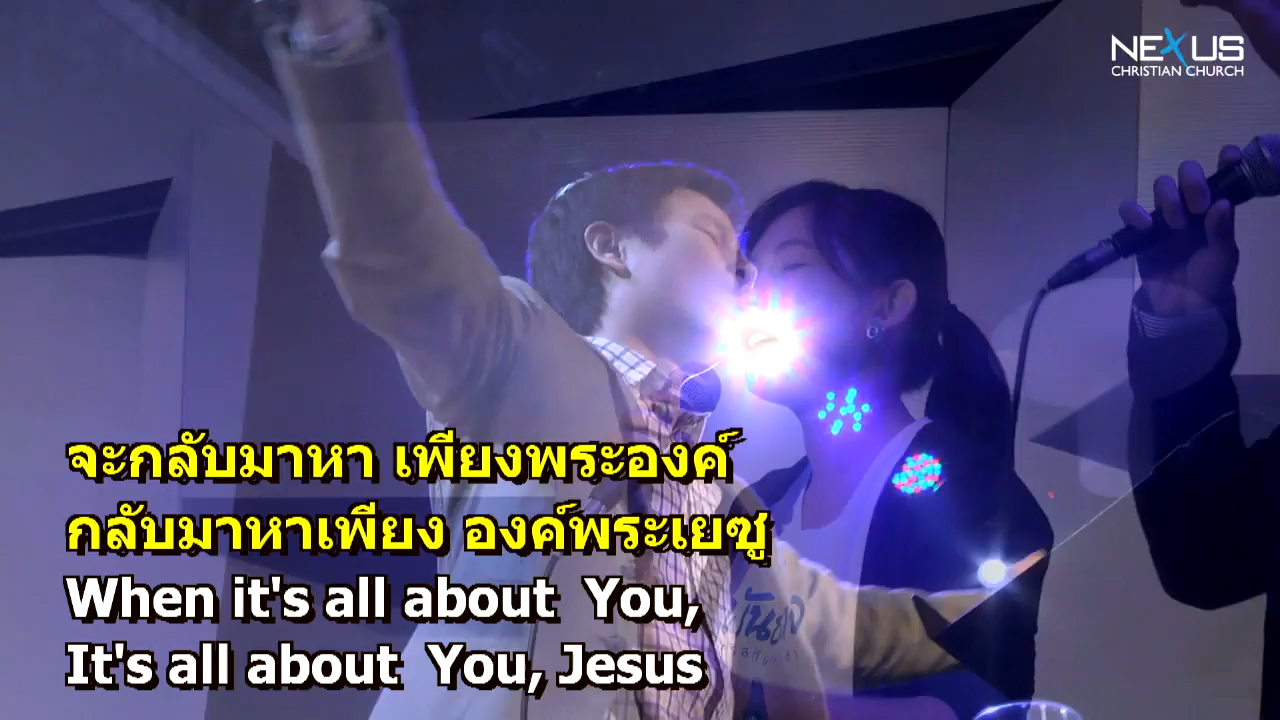 NEXUS
CHRISTIAN CHURCH
จะกลับมาหา เพียงพระองค์
กลับมาหาเพียง องค์พระเยซู
When it's all about You,
It's all about You, Jesus